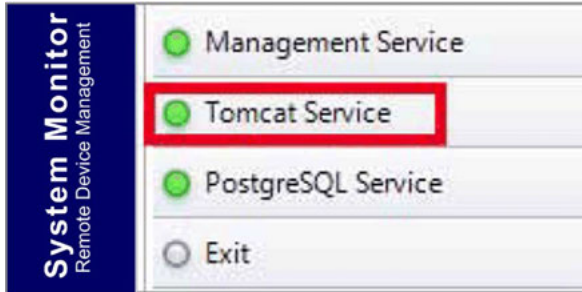 System Monitor
Remote Device Management
Management Service
Tomcat Service
PostgreSQL Service
Exit